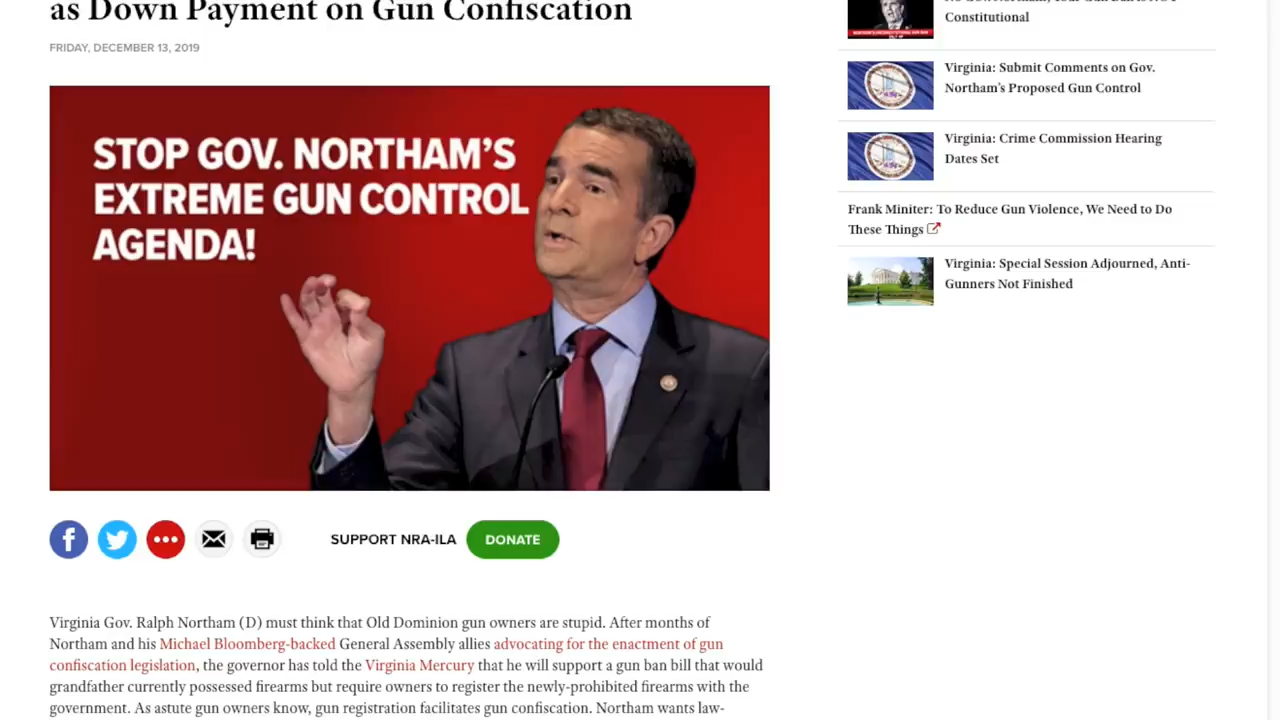 as Down Payment on Gun Confiscation
FRIDAY, DECEMBER 13, 2019
STOP GOV. NORTHAM'S
EXTREME GUN CONTROL
AGENDA!
SUPPORT NRA-ILA DONATE
Virginia Gov. Ralph Northam (D) must think that Old Dominion gun owners are stupid. After months of
Northam and his Michael Bloomberg-backed General Assembly allies advocating for the enactment of gun
confiscation legislation, the governor has told the Virginia Mercury that he will support a gun ban bill that would
grandfather currently possessed firearms but require owners to register the newly-prohibited firearms with the
government. As astute gun owners know, gun registration facilitates gun confiscation. Northam wants law-
Constitutional
Virginia: Submit Comments on Gov.
Northam's Proposed Gun Control
Virginia: Crime Commission Hearing
Dates Set
Frank Miniter: To Reduce Gun Violence, We Need to Do
These Things
Virginia: Special Session Adjourned, Anti-
Gunners Not Finished